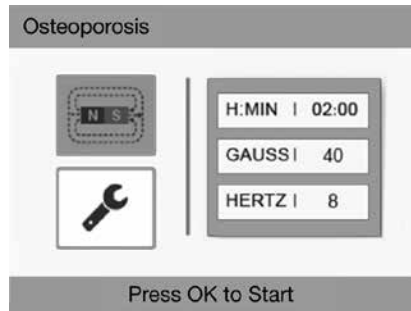 Osteoporosis
N S
H:MIN | 02:00
GAUSS | 40
HERTZ | 8
Press OK to Start